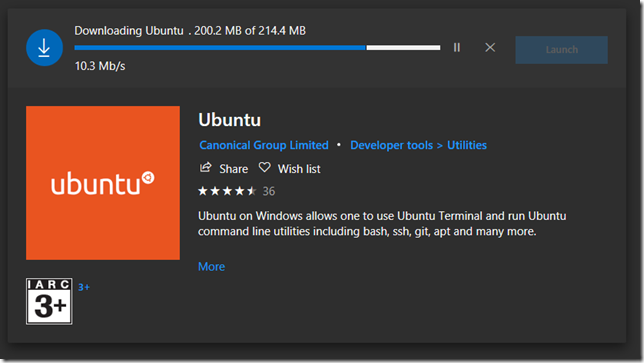 Downloading Ubuntu . 200.2 MB of 214.4 MB
10.3 Mb/s
Launch
ubuntu
Ubuntu
Canonical Group Limited • Developer tools > Utilities
Share Wish list
36
Ubuntu on Windows allows one to use Ubuntu Terminal and run Ubuntu
command line utilities including bash, ssh, git, apt and many more.
More
IARC
3+
3+